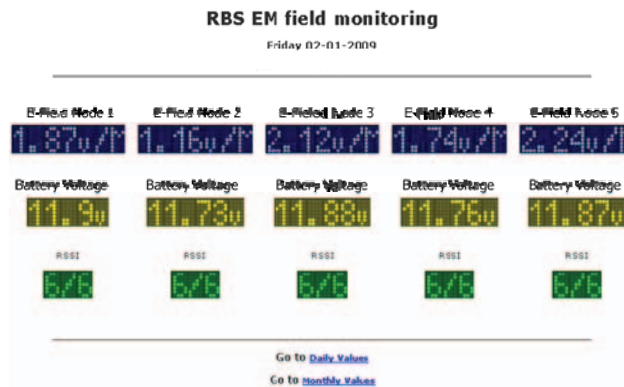 RBS EM field monitoring
Friday 02-01-2009
E-Field Node 1 E-Field Node 2 E-Field Node 3 E-Field Node 4 E-Field Node 5
1.87v/m 1.16v/m 2.12v/m 1.74v/m 2.24v/m
Battery Voltage Battery Voltage Battery Voltage Battery Voltage Battery Voltage
11.9v 11.73v 11.88v 11.76v 11.87v
RSSI RSSI RSSI RSSI RSSI
6/6 6/6 6/6 6/6 6/6
Go to Daily Values
Go to Monthly Values